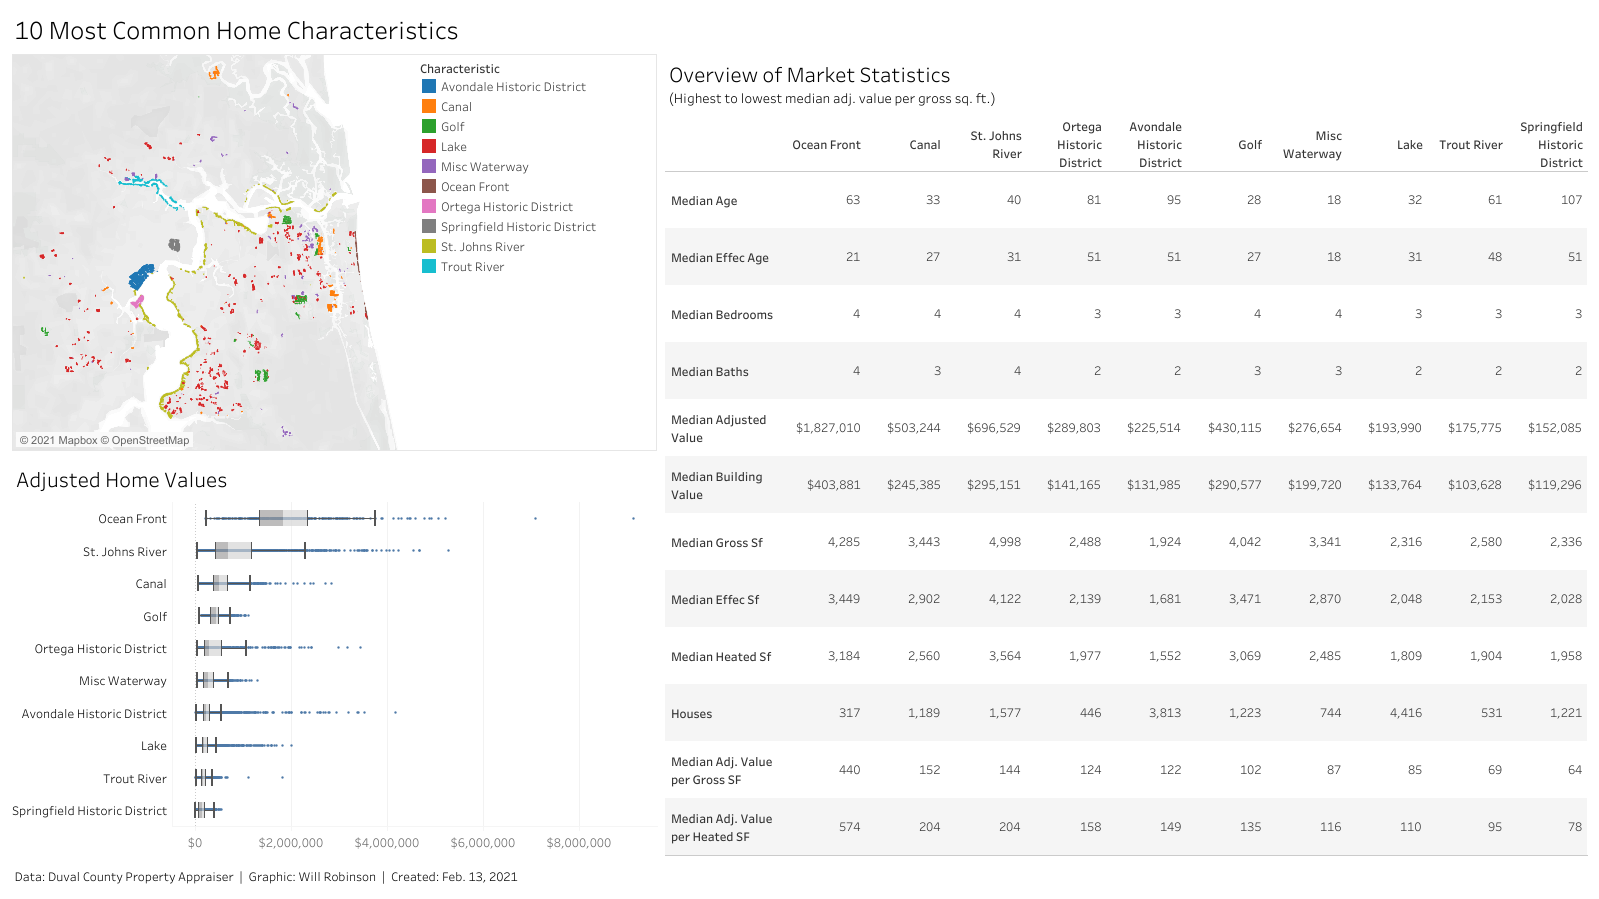 10 Most Common Home Characteristics
Characteristic
Avondale Historic District
Canal
Golf
Lake
Misc Waterway
Ocean Front
Ortega Historic District
Springfield Historic District
St. Johns River
Trout River
© 2021 Mapbox © OpenStreetMap
Adjusted Home Values
Ocean Front
St. Johns River
Canal
Golf
Ortega Historic District
Misc Waterway
Avondale Historic District
Lake
Trout River
Springfield Historic District
$0 $2,000,000 $4,000,000 $6,000,000 $8,000,000
Overview of Market Statistics
(Highest to lowest median adj. value per gross sq. ft.)
Ocean Front Canal St. Johns River Ortega Historic District Avondale Historic District Golf Misc Waterway Lake Trout River Springfield Historic District
Median Age 63 33 40 81 95 28 18 32 61 107
Median Effec Age 21 27 31 51 51 27 18 31 48 51
Median Bedrooms 4 4 4 3 3 4 4 3 3 3
Median Baths 4 3 4 2 2 3 3 2 2 2
Median Adjusted Value $1,827,010 $503,244 $696,529 $289,803 $225,514 $430,115 $276,654 $193,990 $175,775 $152,085
Median Building Value $403,881 $245,385 $295,151 $141,165 $131,985 $290,577 $199,720 $133,764 $103,628 $119,296
Median Gross Sf 4,285 3,443 4,998 2,488 1,924 4,042 3,341 2,316 2,580 2,336
Median Effec Sf 3,449 2,902 4,122 2,139 1,681 3,471 2,870 2,048 2,153 2,028
Median Heated Sf 3,184 2,560 3,564 1,977 1,552 3,069 2,485 1,809 1,904 1,958
Houses 317 1,189 1,577 446 3,813 1,223 744 4,416 531 1,221
Median Adj. Value per Gross SF 440 152 144 124 122 102 87 85 69 64
Median Adj. Value per Heated SF 574 204 204 158 149 135 116 110 95 78
Data: Duval County Property Appraiser | Graphic: Will Robinson | Created: Feb. 13, 2021